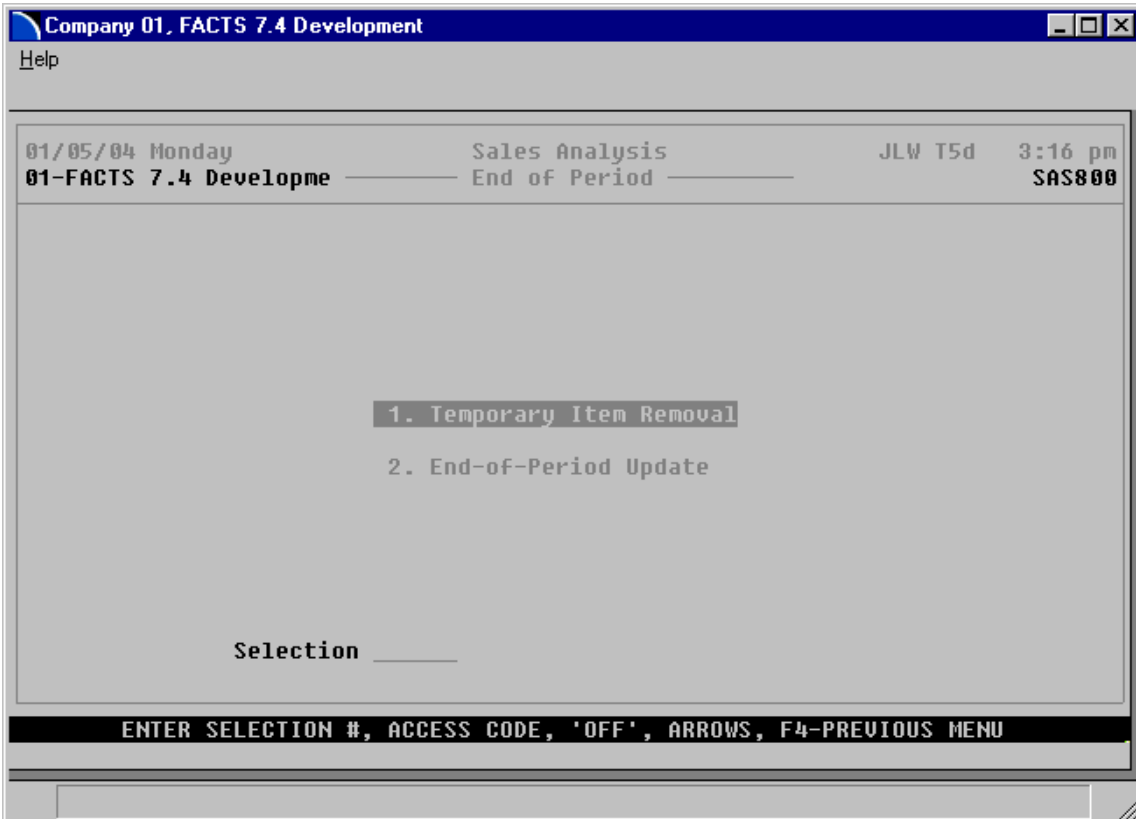 Company 01, FACTS 7.4 Development
Help
01/05/04 Monday Sales Analysis JLW T5d 3:16 pm
01-FACTS 7.4 Developme End of Period SAS800
1. Temporary Item Removal
2. End-of-Period Update
Selection ______
ENTER SELECTION #, ACCESS CODE, 'OFF', ARROWS, F4-PREVIOUS MENU